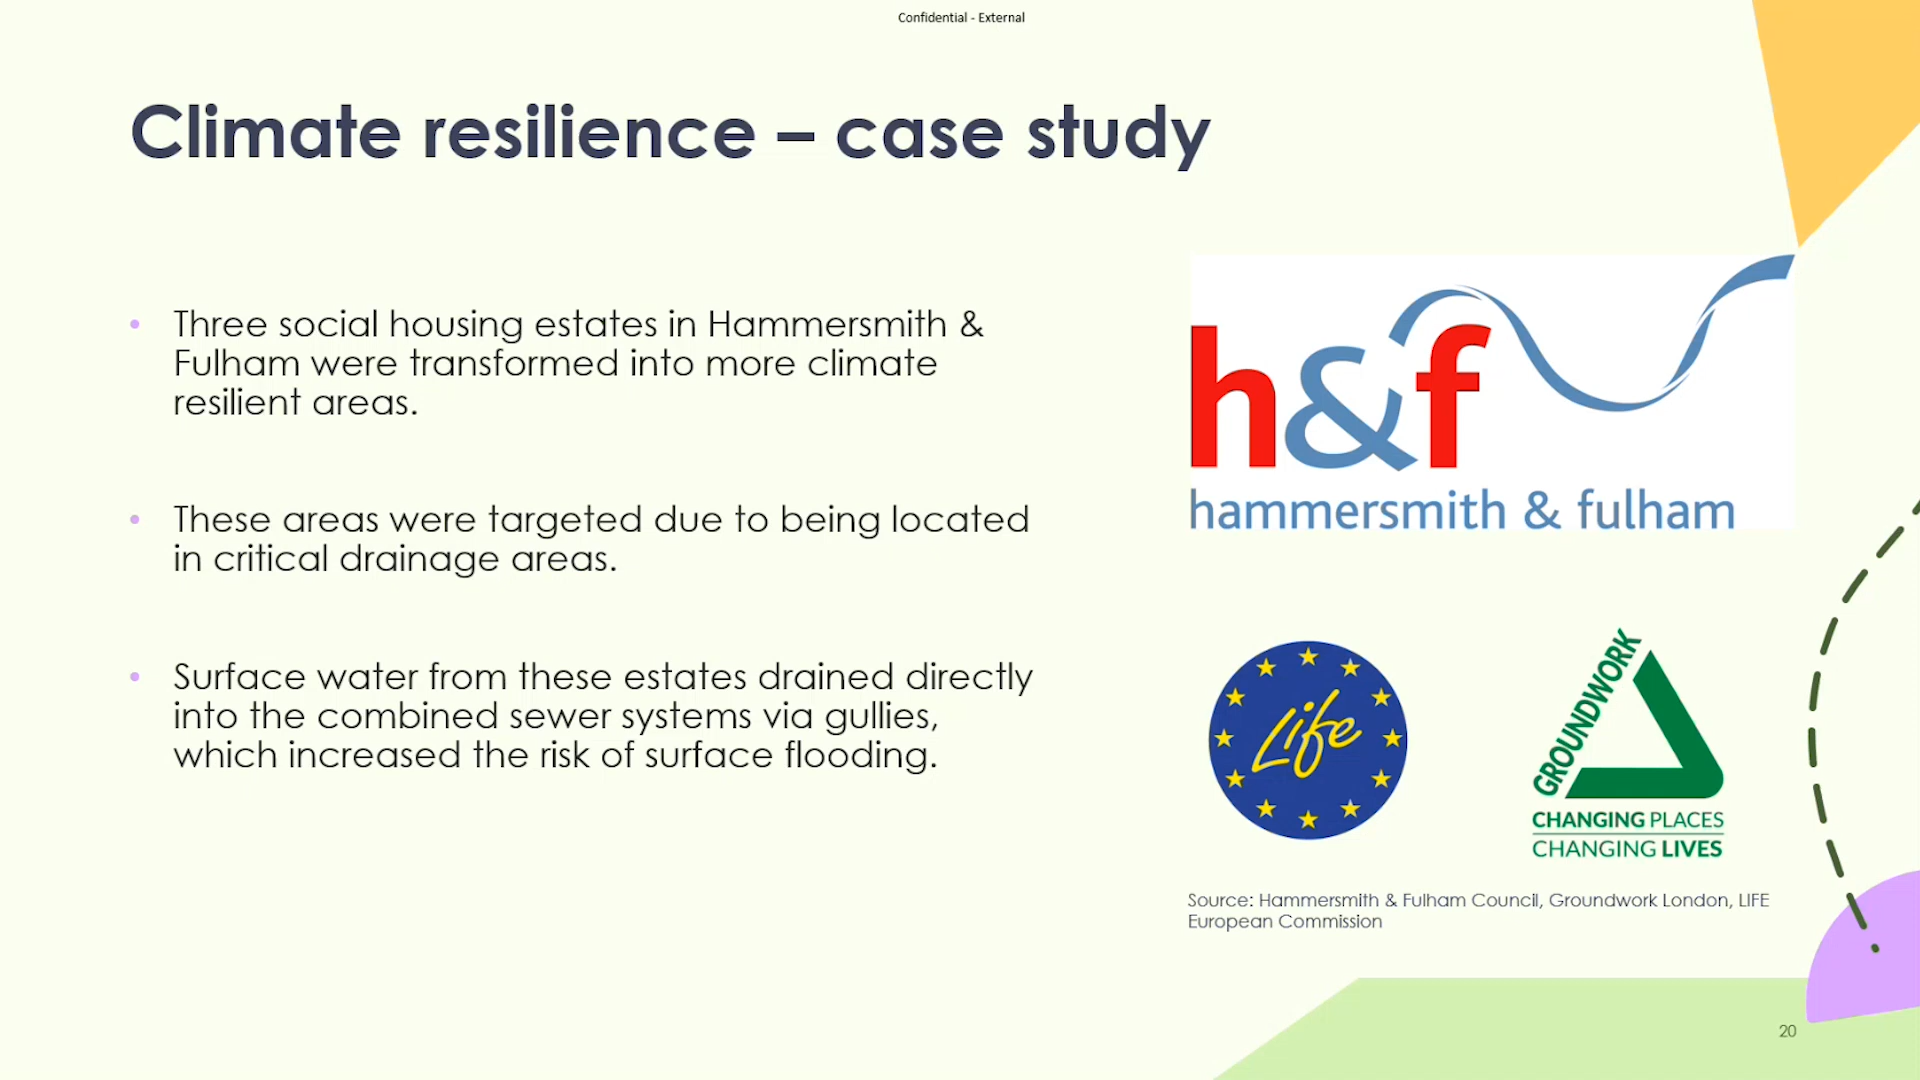 Confidential - External
Climate resilience – case study
• Three social housing estates in Hammersmith &
Fulham were transformed into more climate
resilient areas.
• These areas were targeted due to being located
in critical drainage areas.
• Surface water from these estates drained directly
into the combined sewer systems via gullies,
which increased the risk of surface flooding.
h&f
hammersmith & fulham
Life
GROUNDWORK
CHANGING PLACES
CHANGING LIVES
Source: Hammersmith & Fulham Council, Groundwork London, LIFE
European Commission
20